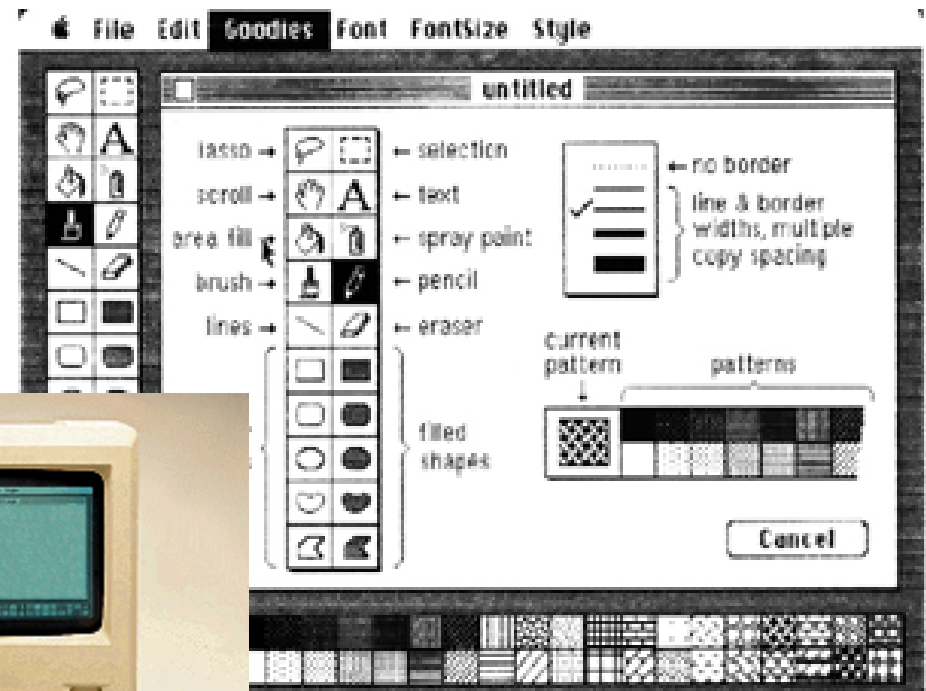 File Edit Goodies Font FontSize Style
untitled
lasso
selection
scroll
A
text
area fill
spray paint
brush
pencil
lines
eraser
filled
shapes
no border
line & border
widths, multiple
copy spacing
current
pattern
patterns
Cancel
A